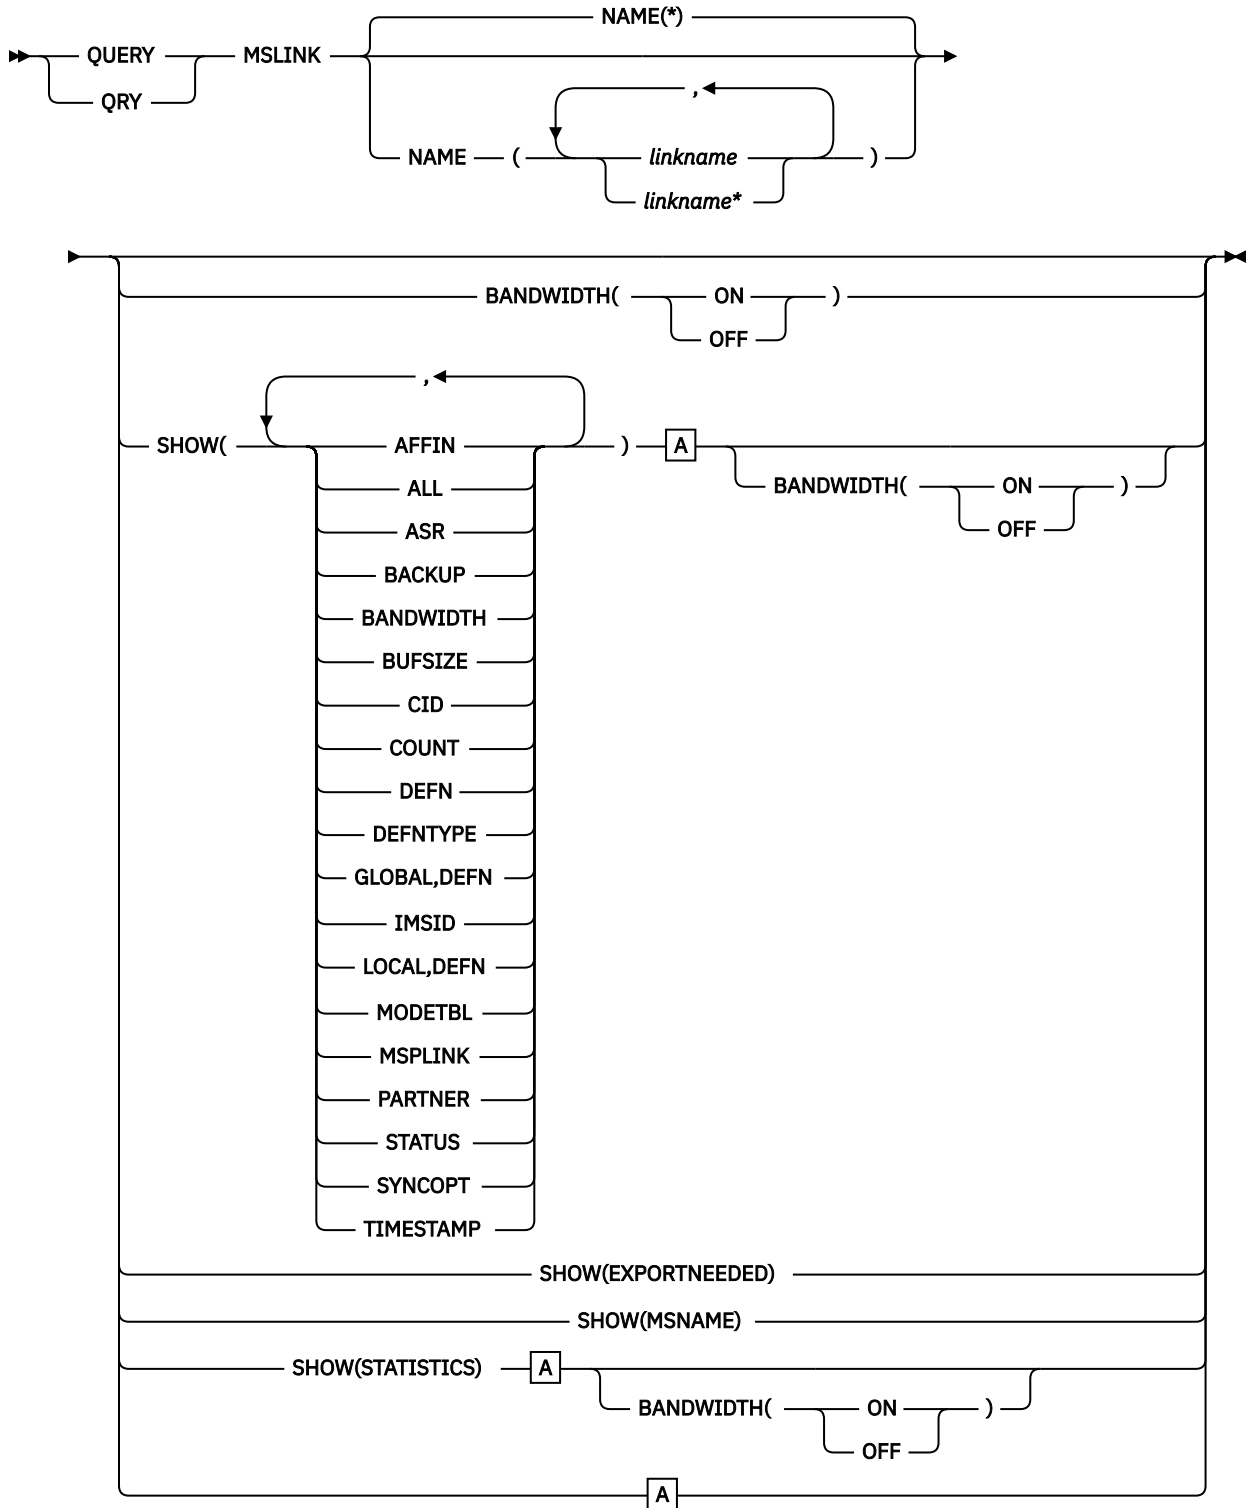 NAME(*)
QUERY MSLINK
QRY
,
NAME ( linkname )
linkname*
BANDWIDTH( ON )
OFF
,
SHOW( AFFIN ) A
ALL BANDWIDTH( ON )
ASR OFF
BACKUP
BANDWIDTH
BUFSIZE
CID
COUNT
DEFN
DEFNTYPE
GLOBAL,DEFN
IMSID
LOCAL,DEFN
MODETBL
MSPLINK
PARTNER
STATUS
SYNCOPT
TIMESTAMP
SHOW(EXPORTNEEDED)
SHOW(MSNAME)
SHOW(STATISTICS) A
BANDWIDTH( ON )
OFF
A